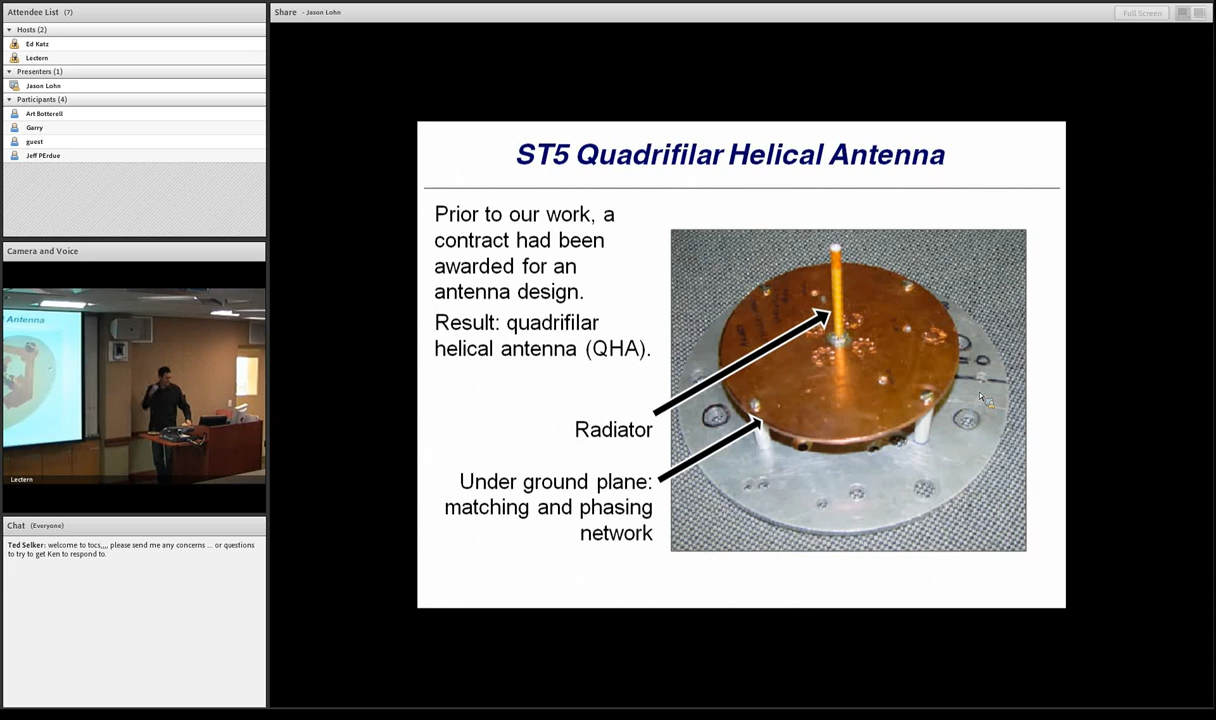 Attendee List (7)
Hosts (2)
Ed Katz
Lectern
Presenters (1)
Jason Lohn
Participants (4)
Art Botterell
Garry
guest
Jeff PErdue
Camera and Voice
Antenna
Lectern
Chat (Everyone)
Ted Selker: welcome to tocs,,,, please send me any concerns ... or questions
to try to get Ken to respond to.
Share - Jason Lohn
Full Screen
ST5 Quadrifilar Helical Antenna
Prior to our work, a
contract had been
awarded for an
antenna design.
Result: quadrifilar
helical antenna (QHA).
Radiator
Under ground plane:
matching and phasing
network